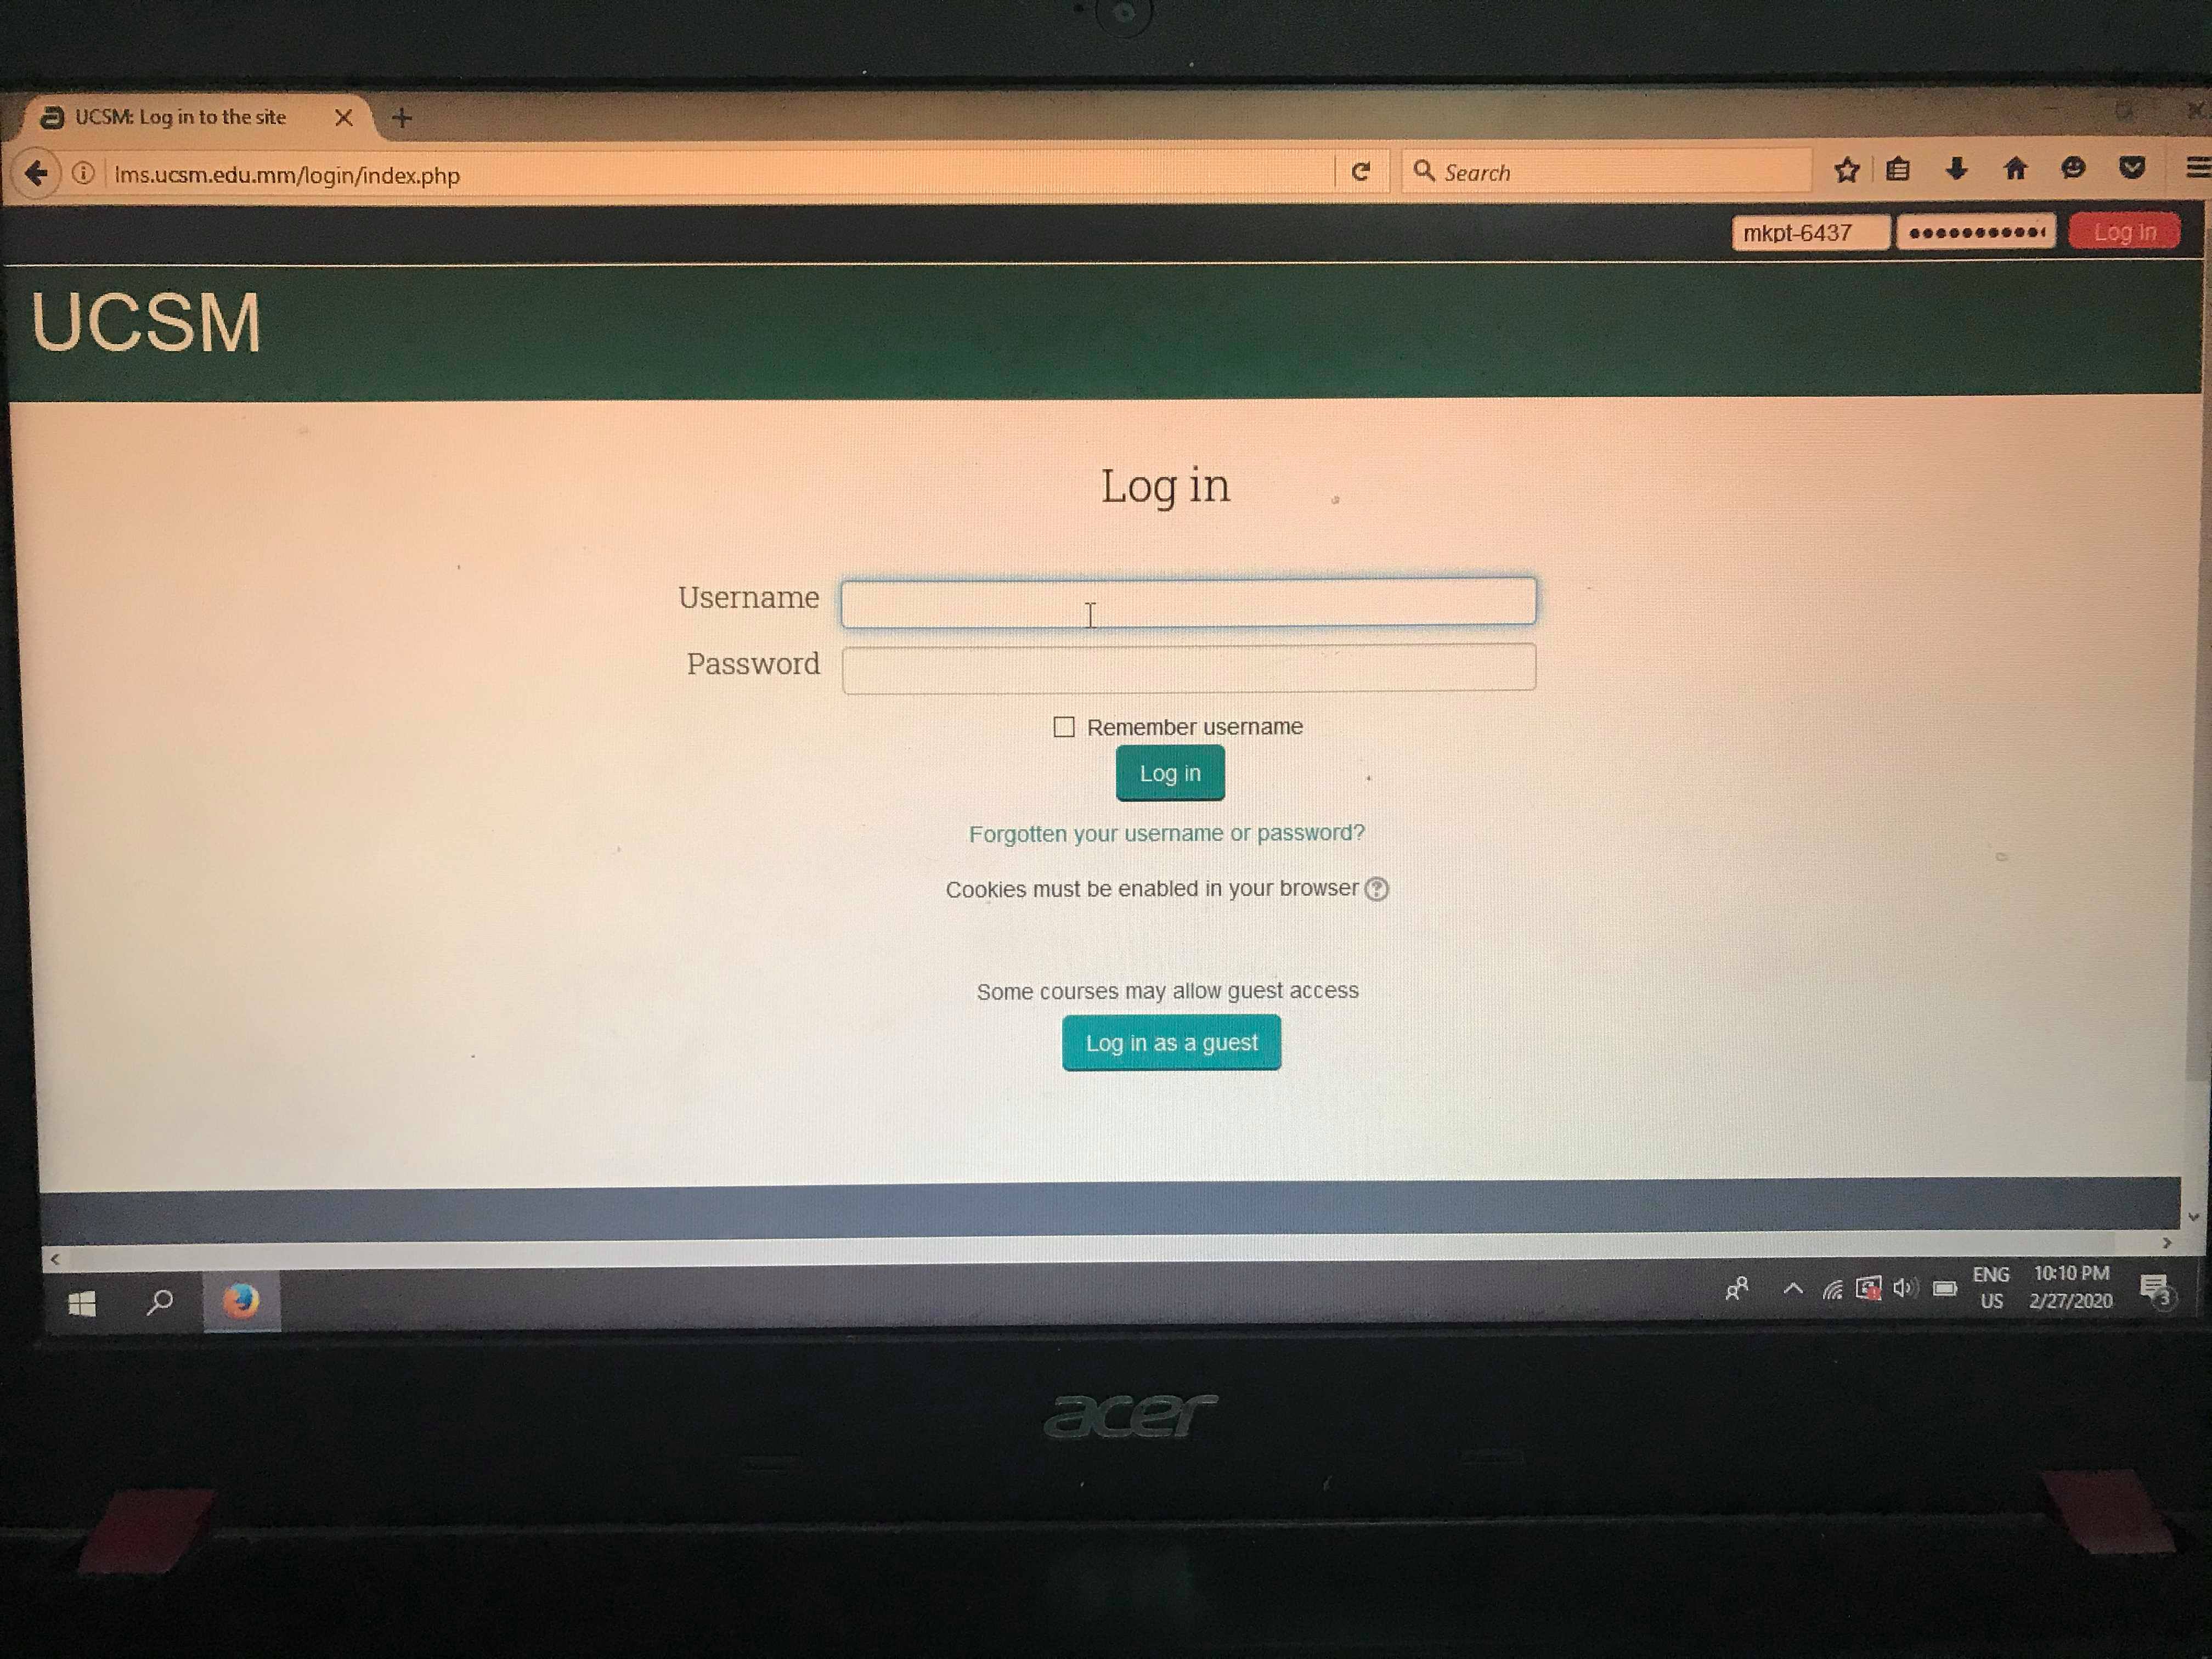 UCSM: Log in to the site
lms.ucsm.edu.mm/login/index.php
Search
mkpt-6437
Log in
UCSM
Log in
Username
Password
Remember username
Log in
Forgotten your username or password?
Cookies must be enabled in your browser ?
Some courses may allow guest access
Log in as a guest
ENG 10:10 PM
US 2/27/2020
3
acer